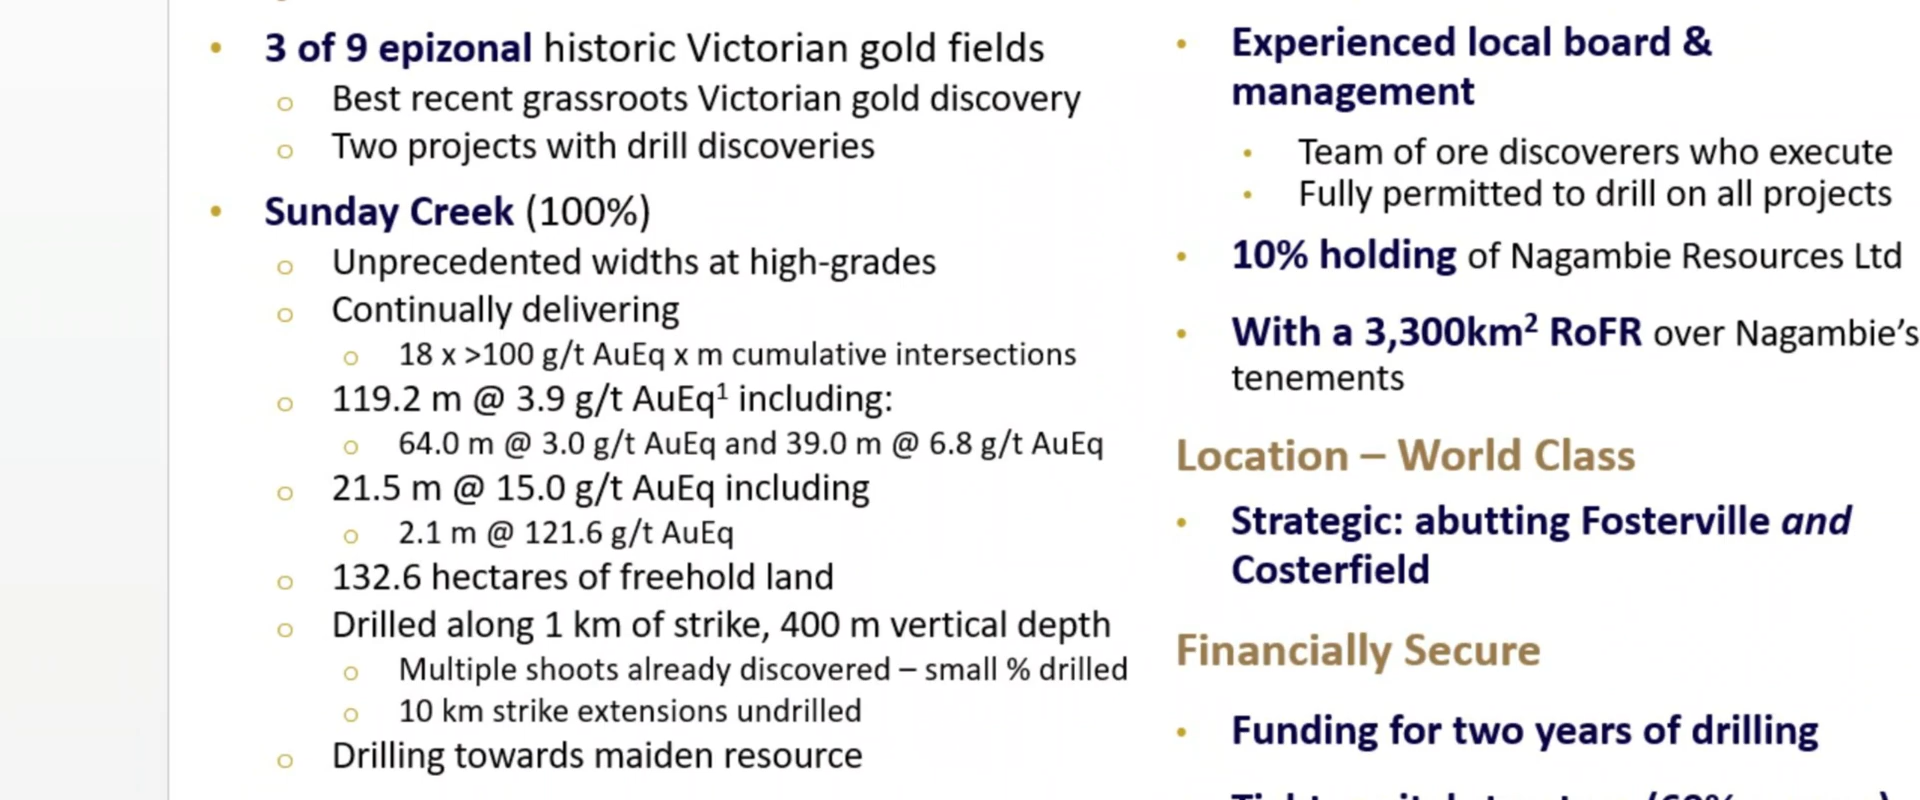 3 of 9 epizonal historic Victorian gold fields
Best recent grassroots Victorian gold discovery
Two projects with drill discoveries
Sunday Creek (100%)
Unprecedented widths at high-grades
Continually delivering
18 x >100 g/t AuEq x m cumulative intersections
119.2 m @ 3.9 g/t AuEq¹ including:
64.0 m @ 3.0 g/t AuEq and 39.0 m @ 6.8 g/t AuEq
21.5 m @ 15.0 g/t AuEq including
2.1 m @ 121.6 g/t AuEq
132.6 hectares of freehold land
Drilled along 1 km of strike, 400 m vertical depth
Multiple shoots already discovered – small % drilled
10 km strike extensions undrilled
Drilling towards maiden resource
Experienced local board &
management
Team of ore discoverers who execute
Fully permitted to drill on all projects
10% holding of Nagambie Resources Ltd
With a 3,300km² RoFR over Nagambie’s
tenements
Location – World Class
Strategic: abutting Fosterville and
Costerfield
Financially Secure
Funding for two years of drilling